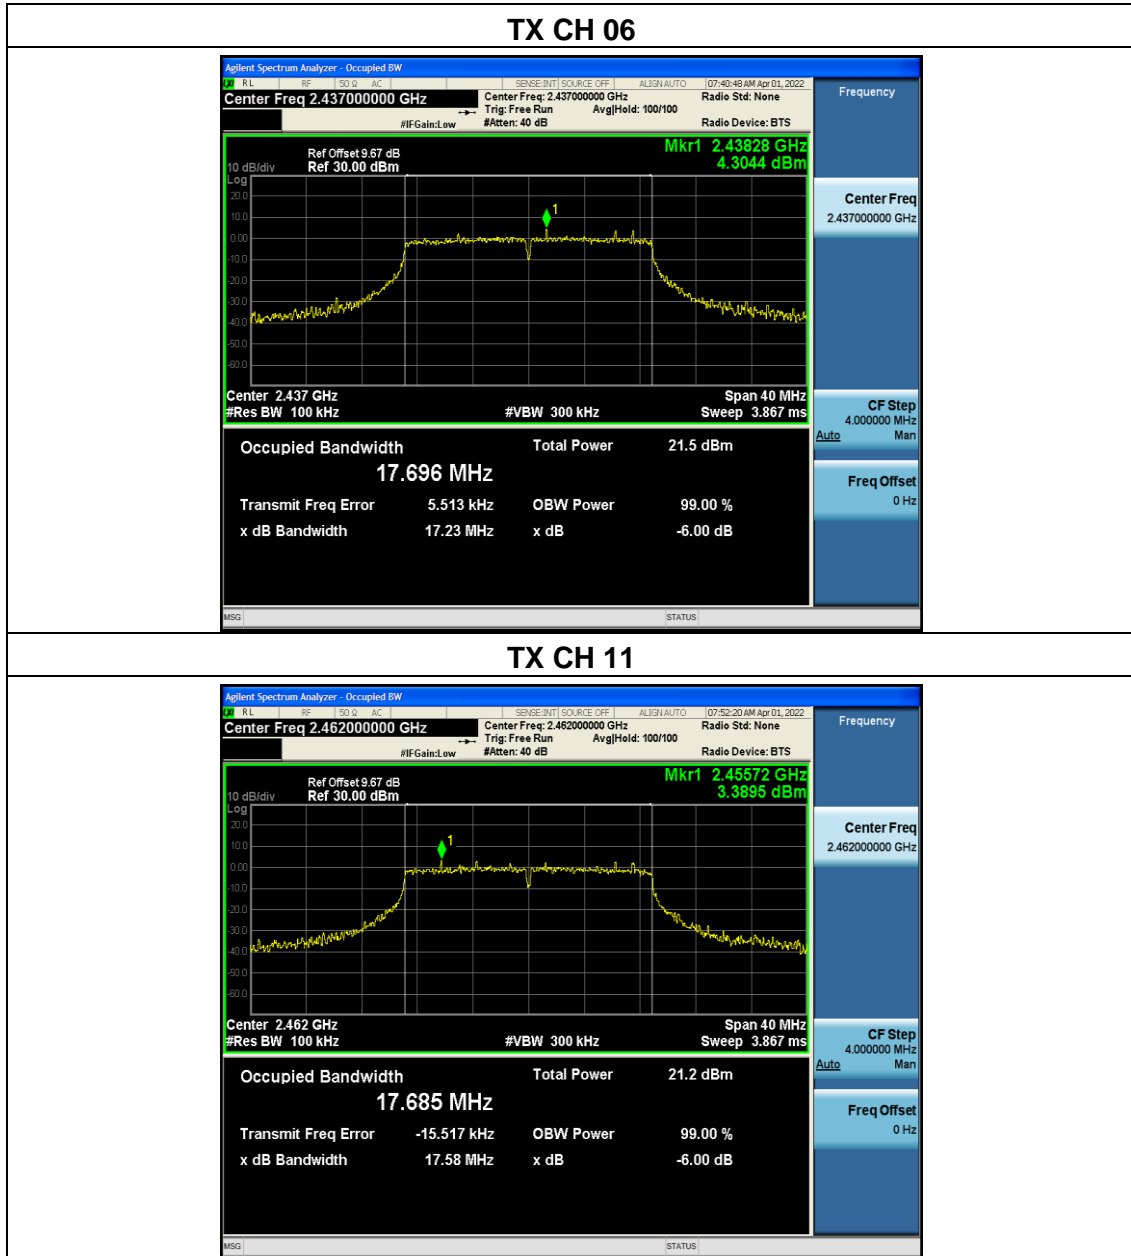 TX CH 06
Agilent Spectrum Analyzer - Occupied BW
LXI RL RF 50 Ω AC SENSE:INT SOURCE OFF ALIGN AUTO 07:40:48 AM Apr 01, 2022
Center Freq 2.437000000 GHz
Center Freq: 2.437000000 GHz
Radio Std: None
Trig: Free Run Avg|Hold: 100/100
#IFGain:Low #Atten: 40 dB Radio Device: BTS
Frequency
Mkr1 2.43828 GHz
4.3044 dBm
Ref Offset 9.67 dB
10 dB/div Ref 30.00 dBm
Log
20.0
10.0
0.00
-10.0
-20.0
-30.0
-40.0
-50.0
-60.0
1
Center Freq
2.437000000 GHz
Center 2.437 GHz Span 40 MHz
#Res BW 100 kHz #VBW 300 kHz Sweep 3.867 ms
CF Step
4.000000 MHz
Auto Man
Occupied Bandwidth Total Power 21.5 dBm
17.696 MHz
Transmit Freq Error 5.513 kHz OBW Power 99.00 %
x dB Bandwidth 17.23 MHz x dB -6.00 dB
Freq Offset
0 Hz
MSG STATUS
TX CH 11
Agilent Spectrum Analyzer - Occupied BW
LXI RL RF 50 Ω AC SENSE:INT SOURCE OFF ALIGN AUTO 07:52:20 AM Apr 01, 2022
Center Freq 2.462000000 GHz
Center Freq: 2.462000000 GHz
Radio Std: None
Trig: Free Run Avg|Hold: 100/100
#IFGain:Low #Atten: 40 dB Radio Device: BTS
Frequency
Mkr1 2.45572 GHz
3.3895 dBm
Ref Offset 9.67 dB
10 dB/div Ref 30.00 dBm
Log
20.0
10.0
0.00
-10.0
-20.0
-30.0
-40.0
-50.0
-60.0
1
Center Freq
2.462000000 GHz
Center 2.462 GHz Span 40 MHz
#Res BW 100 kHz #VBW 300 kHz Sweep 3.867 ms
CF Step
4.000000 MHz
Auto Man
Occupied Bandwidth Total Power 21.2 dBm
17.685 MHz
Transmit Freq Error -15.517 kHz OBW Power 99.00 %
x dB Bandwidth 17.58 MHz x dB -6.00 dB
Freq Offset
0 Hz
MSG STATUS